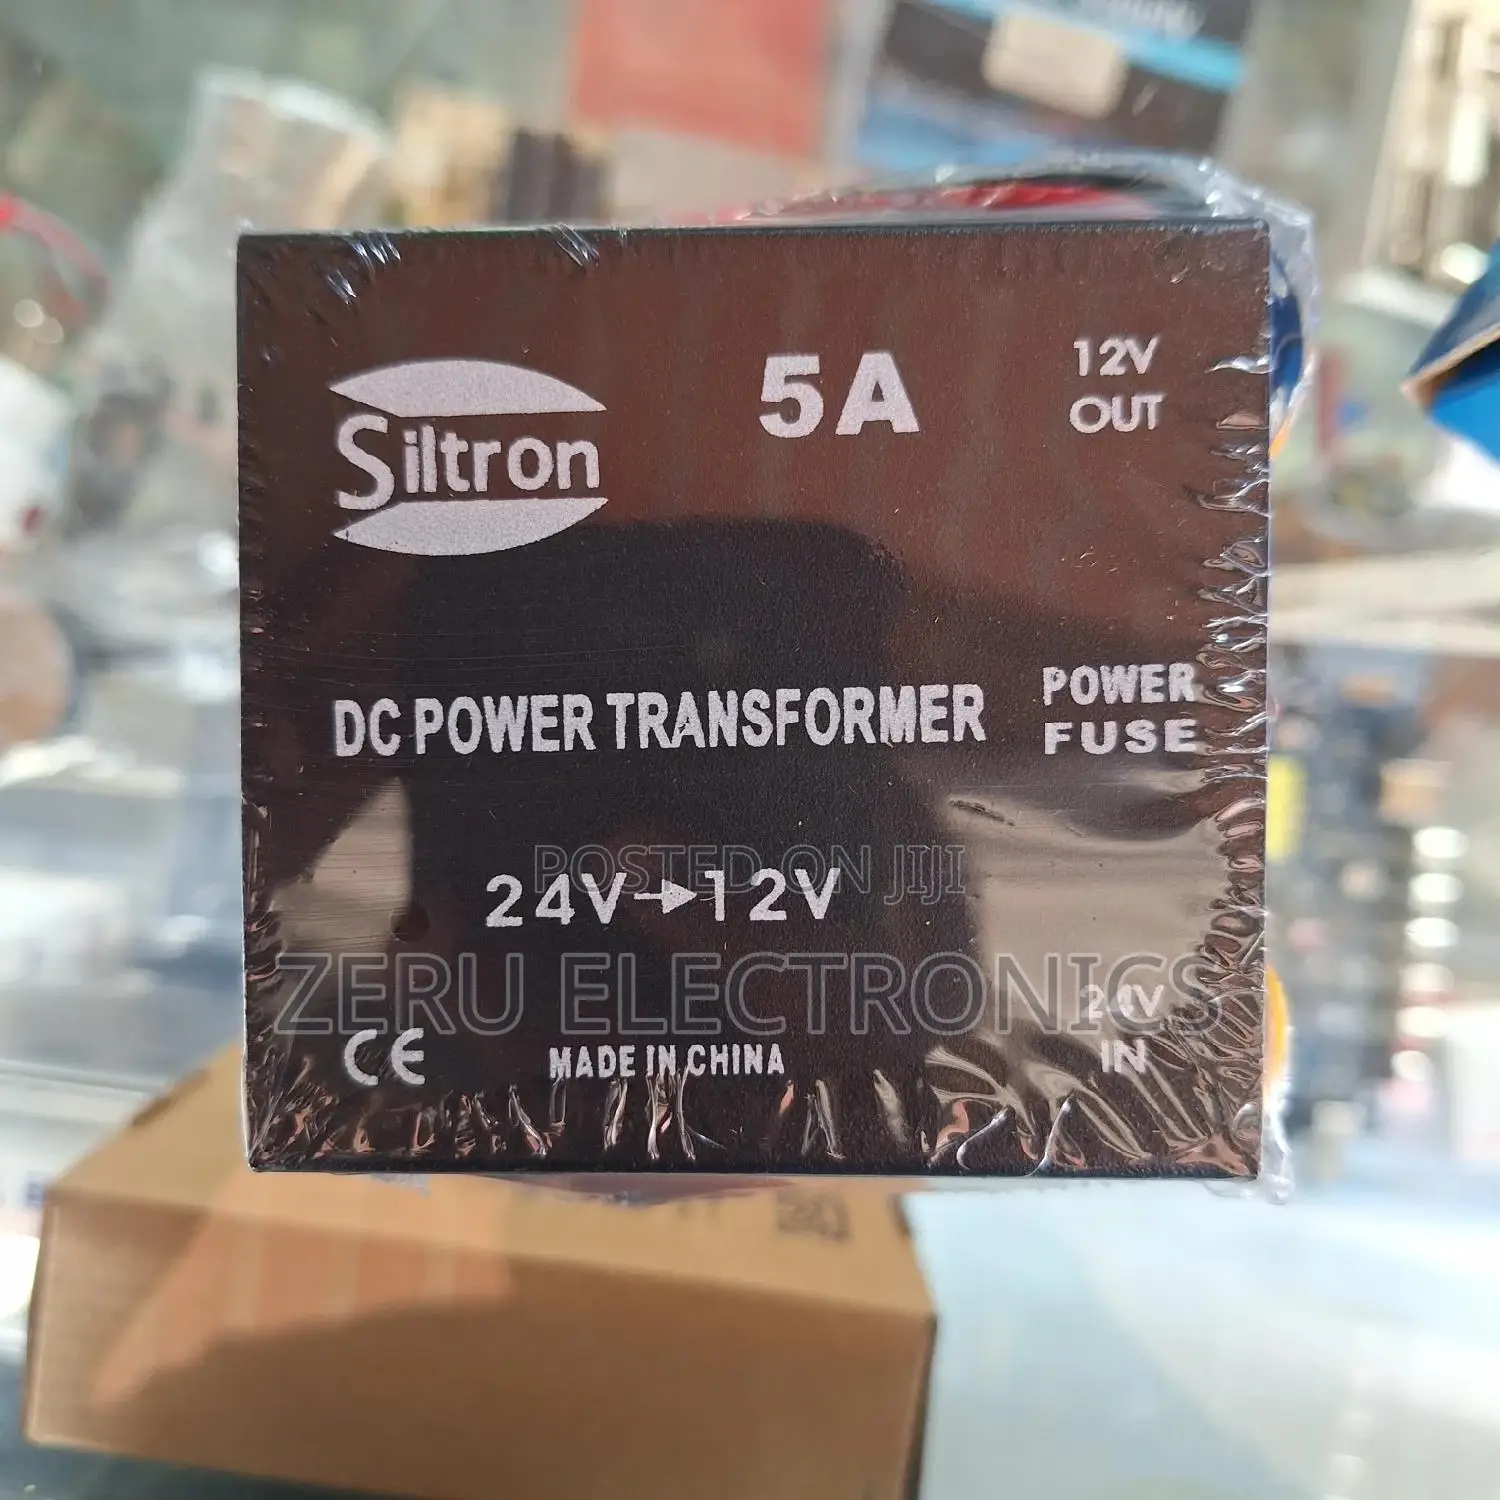 Siltron
5A
12V
OUT
DC POWER TRANSFORMER
POWER
FUSE
POSTED ON JIJI
24V→12V
ZERU ELECTRONICS
24V
IN
CE
MADE IN CHINA